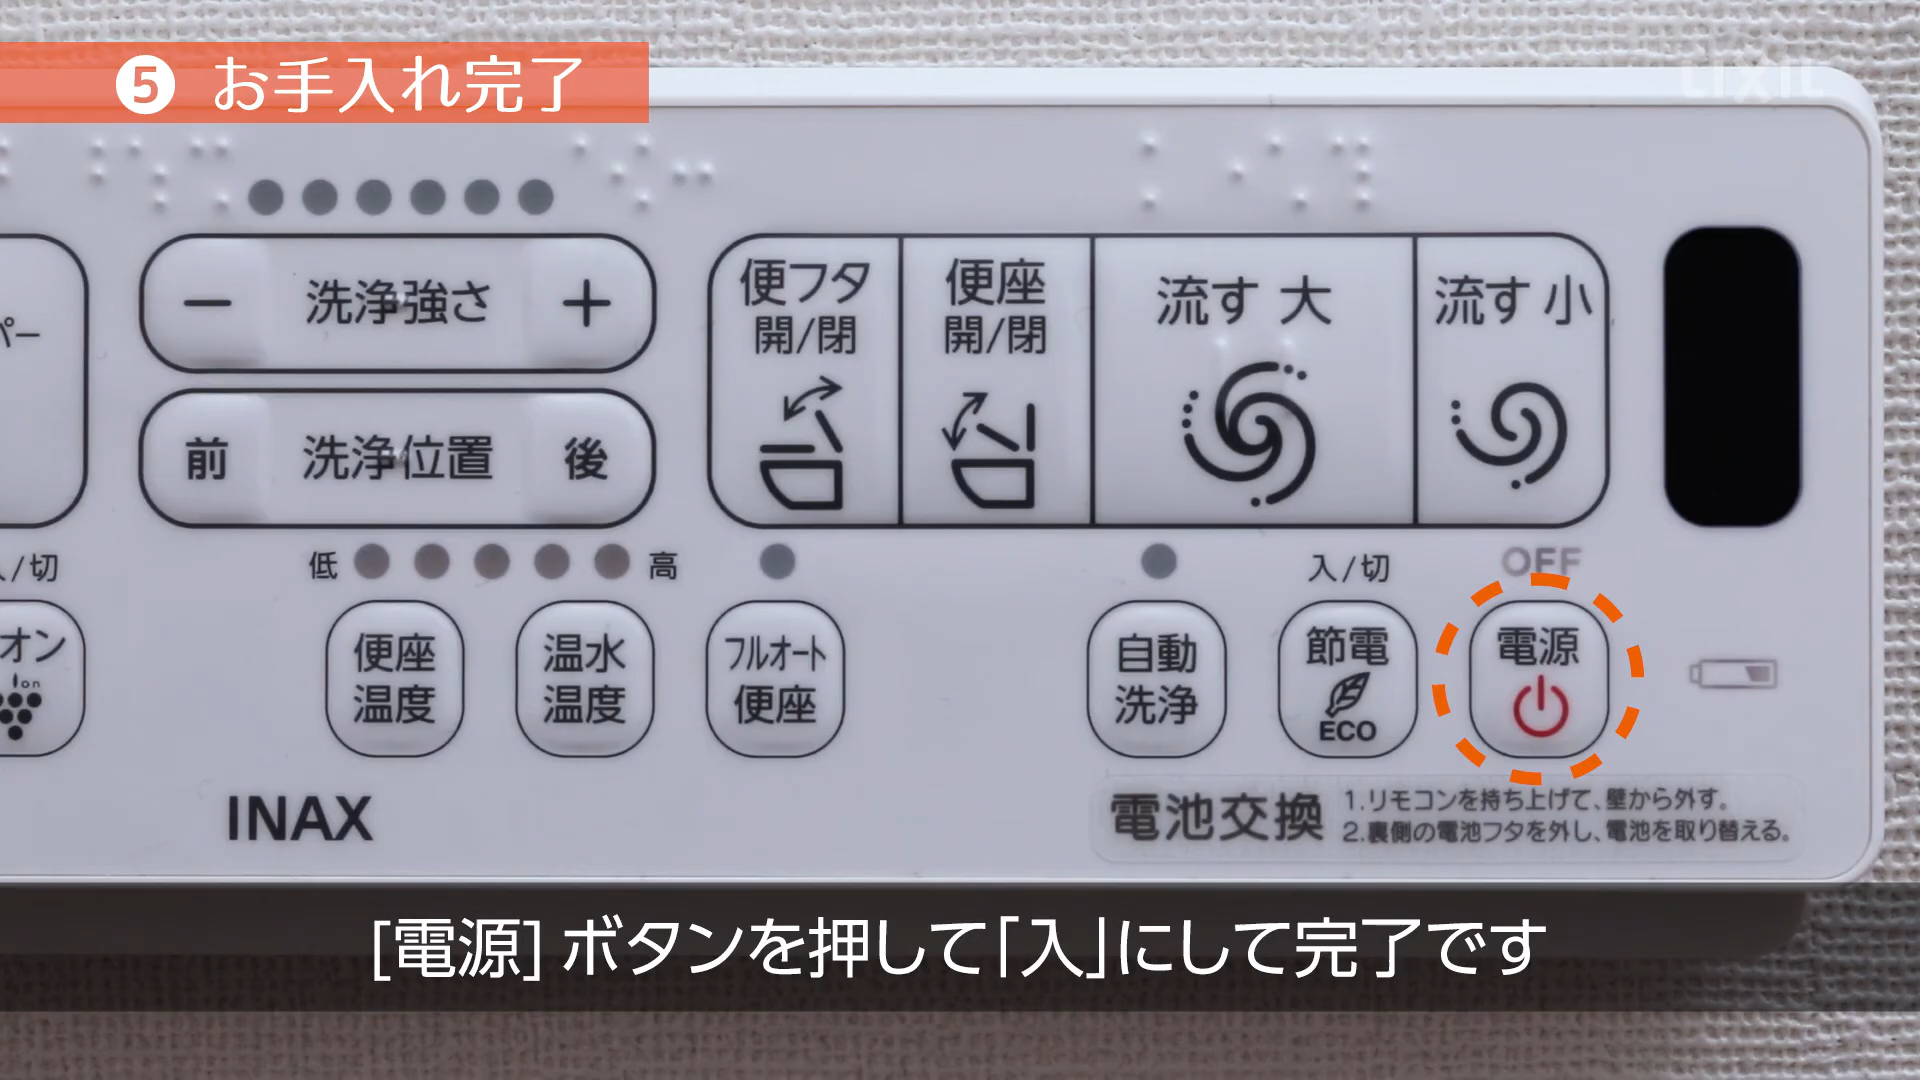 5 お手入れ完了
LIXIL
パー
－ 洗浄強さ ＋
便フタ
開/閉
便座
開/閉
流す 大
流す 小
前 洗浄位置 後
入/切
低 高
入/切
OFF
オン
ion
便座
温度
温水
温度
フルオート
便座
自動
洗浄
節電
ECO
電源
INAX
電池交換
1.リモコンを持ち上げて、壁から外す。
2.裏側の電池フタを外し、電池を取り替える。
[電源] ボタンを押して「入」にして完了です